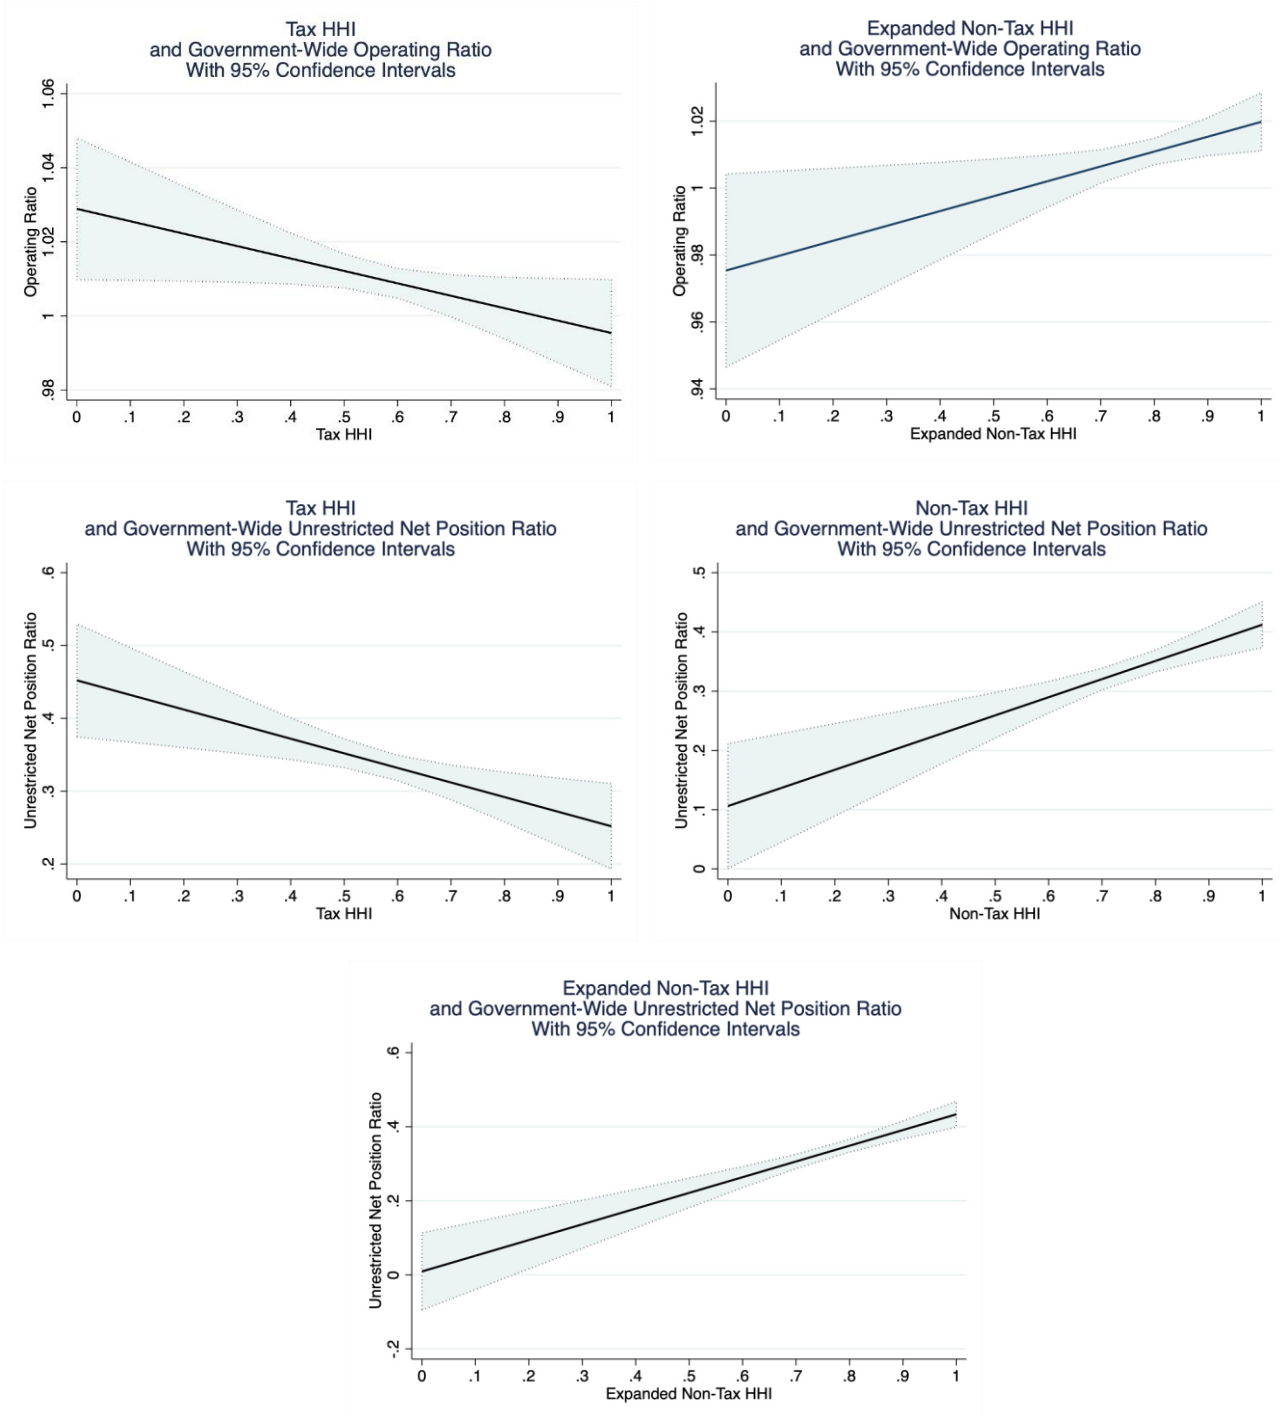 Tax HHI
and Government-Wide Operating Ratio
With 95% Confidence Intervals
Operating Ratio
1.06
1.04
1.02
1
.98
0 .1 .2 .3 .4 .5 .6 .7 .8 .9 1
Tax HHI
Expanded Non-Tax HHI
and Government-Wide Operating Ratio
With 95% Confidence Intervals
Operating Ratio
1.02
1
.98
.96
.94
0 .1 .2 .3 .4 .5 .6 .7 .8 .9 1
Expanded Non-Tax HHI
Tax HHI
and Government-Wide Unrestricted Net Position Ratio
With 95% Confidence Intervals
Unrestricted Net Position Ratio
.6
.5
.4
.3
.2
0 .1 .2 .3 .4 .5 .6 .7 .8 .9 1
Tax HHI
Non-Tax HHI
and Government-Wide Unrestricted Net Position Ratio
With 95% Confidence Intervals
Unrestricted Net Position Ratio
.5
.4
.3
.2
.1
0
0 .1 .2 .3 .4 .5 .6 .7 .8 .9 1
Non-Tax HHI
Expanded Non-Tax HHI
and Government-Wide Unrestricted Net Position Ratio
With 95% Confidence Intervals
Unrestricted Net Position Ratio
.6
.4
.2
0
-.2
0 .1 .2 .3 .4 .5 .6 .7 .8 .9 1
Expanded Non-Tax HHI